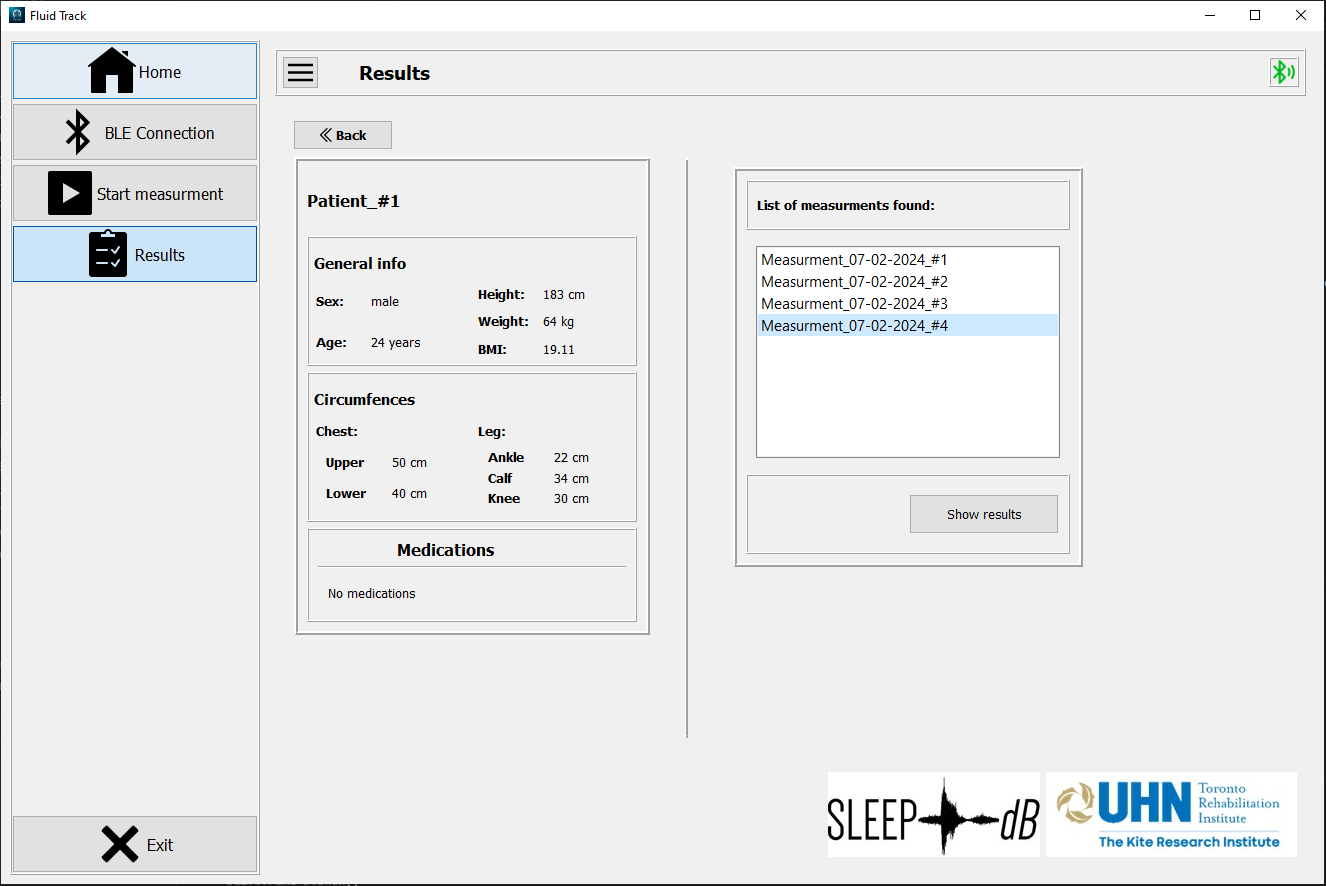 Fluid Track
Home
BLE Connection
Start measurment
Results
Exit
Results
Back
Patient_#1
General info
Sex: male
Age: 24 years
Height: 183 cm
Weight: 64 kg
BMI: 19.11
Circumfences
Chest:
Upper 50 cm
Lower 40 cm
Leg:
Ankle 22 cm
Calf 34 cm
Knee 30 cm
Medications
No medications
List of measurments found:
Measurment_07-02-2024_#1
Measurment_07-02-2024_#2
Measurment_07-02-2024_#3
Measurment_07-02-2024_#4
Show results
SLEEP dB
UHN
Toronto
Rehabilitation
Institute
The Kite Research Institute